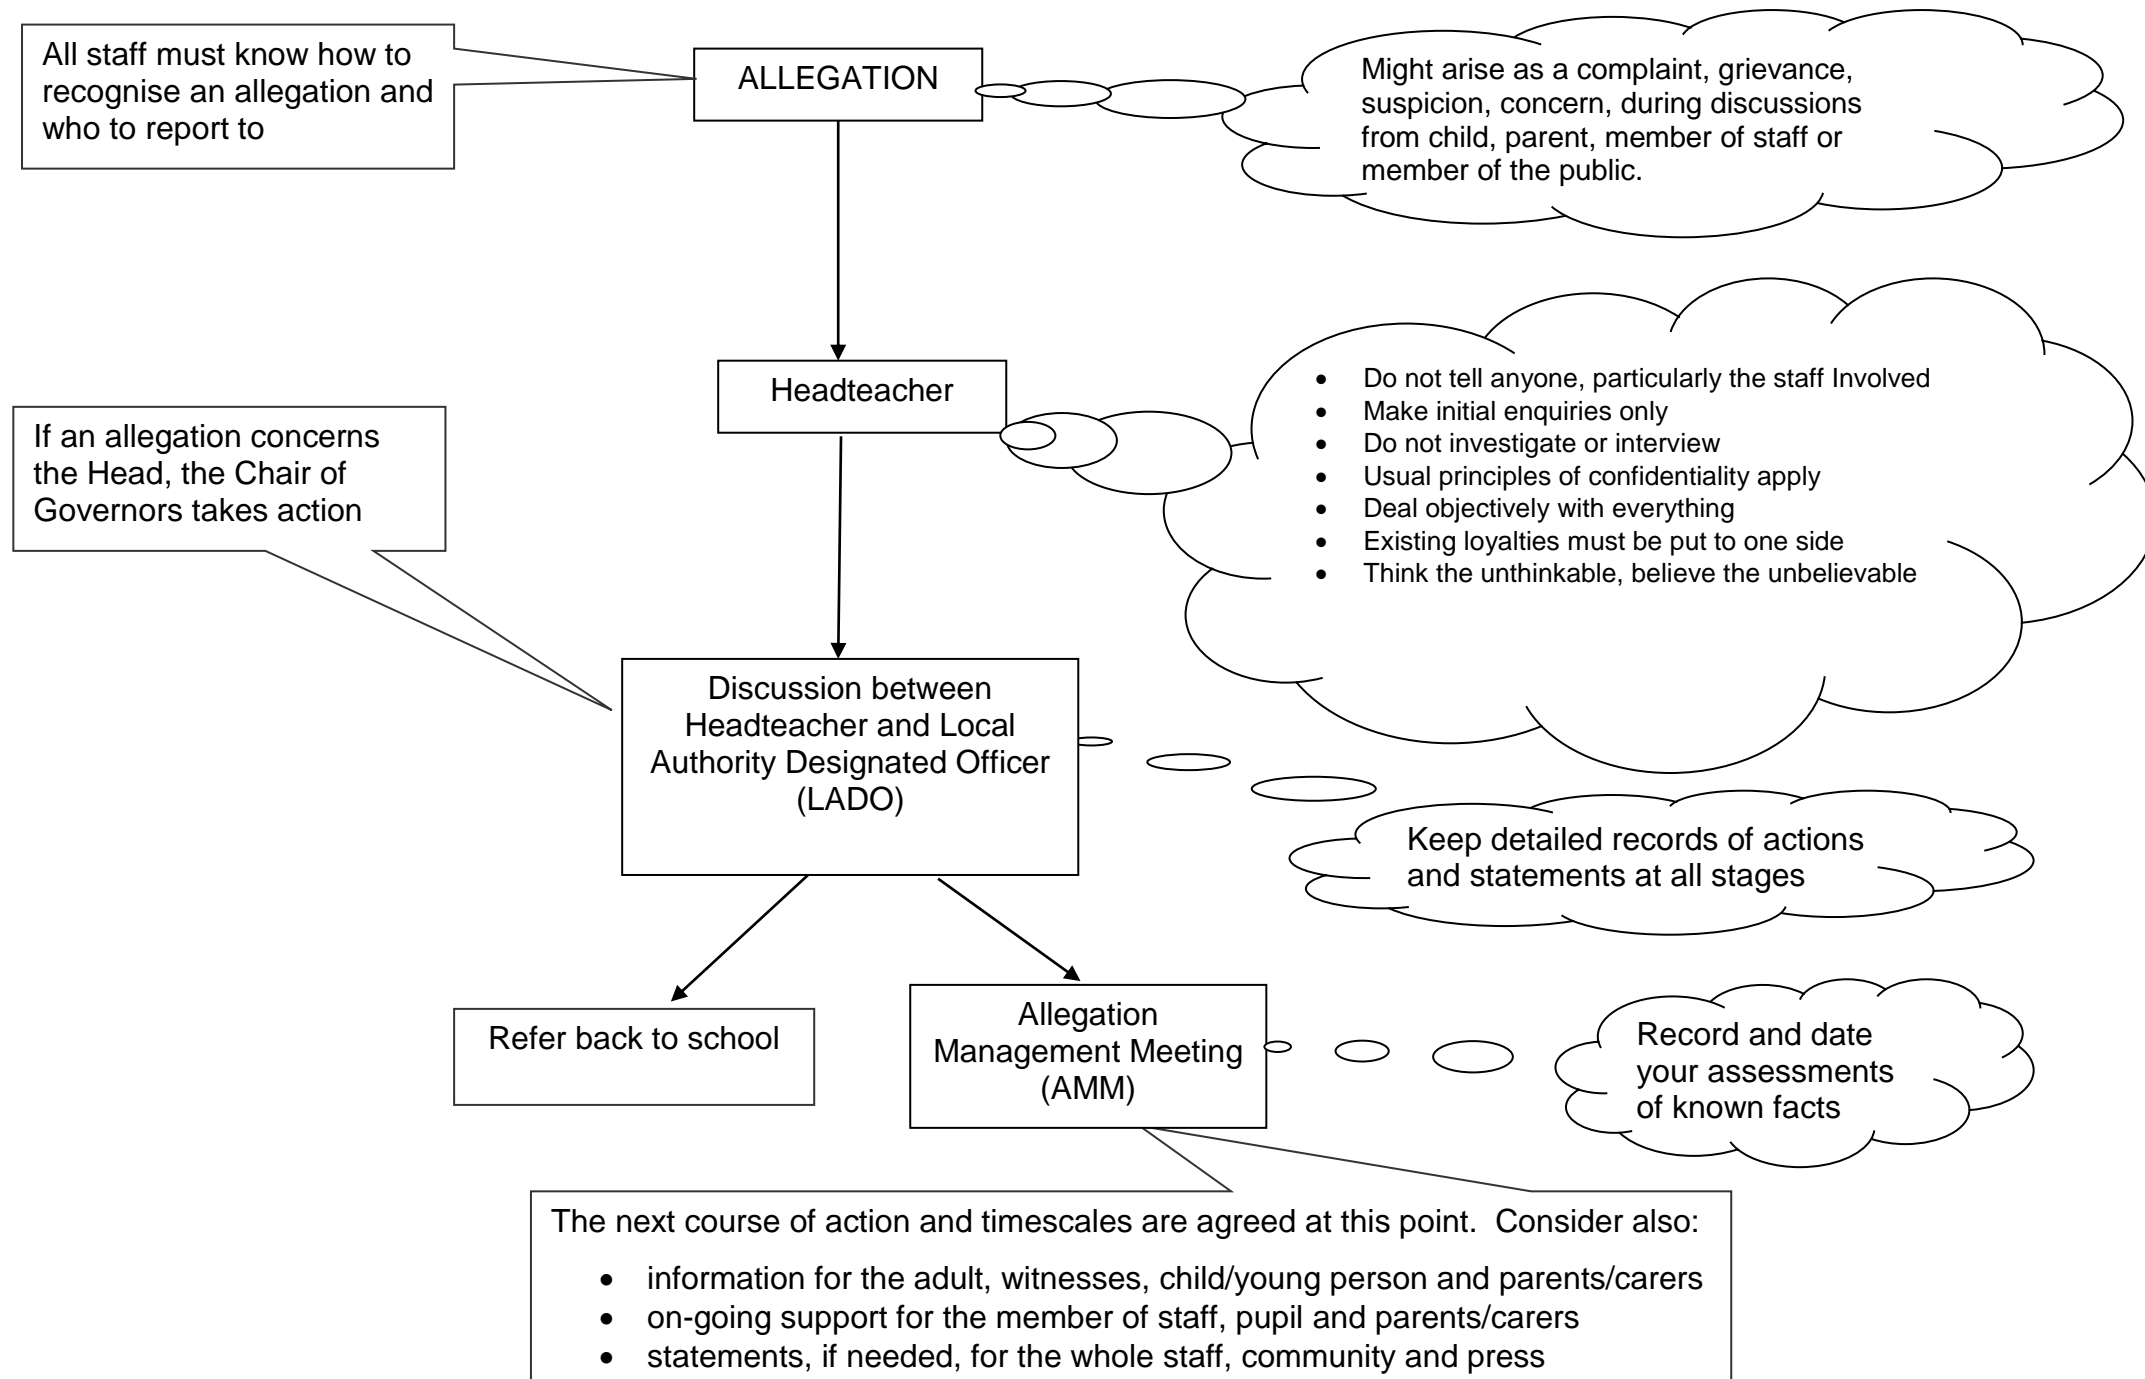 All staff must know how to
recognise an allegation and
who to report to
ALLEGATION
Might arise as a complaint, grievance,
suspicion, concern, during discussions
from child, parent, member of staff or
member of the public.
Headteacher
• Do not tell anyone, particularly the staff Involved
• Make initial enquiries only
• Do not investigate or interview
• Usual principles of confidentiality apply
• Deal objectively with everything
• Existing loyalties must be put to one side
• Think the unthinkable, believe the unbelievable
If an allegation concerns
the Head, the Chair of
Governors takes action
Discussion between
Headteacher and Local
Authority Designated Officer
(LADO)
Keep detailed records of actions
and statements at all stages
Refer back to school
Allegation
Management Meeting
(AMM)
Record and date
your assessments
of known facts
The next course of action and timescales are agreed at this point.  Consider also:
• information for the adult, witnesses, child/young person and parents/carers
• on-going support for the member of staff, pupil and parents/carers
• statements, if needed, for the whole staff, community and press